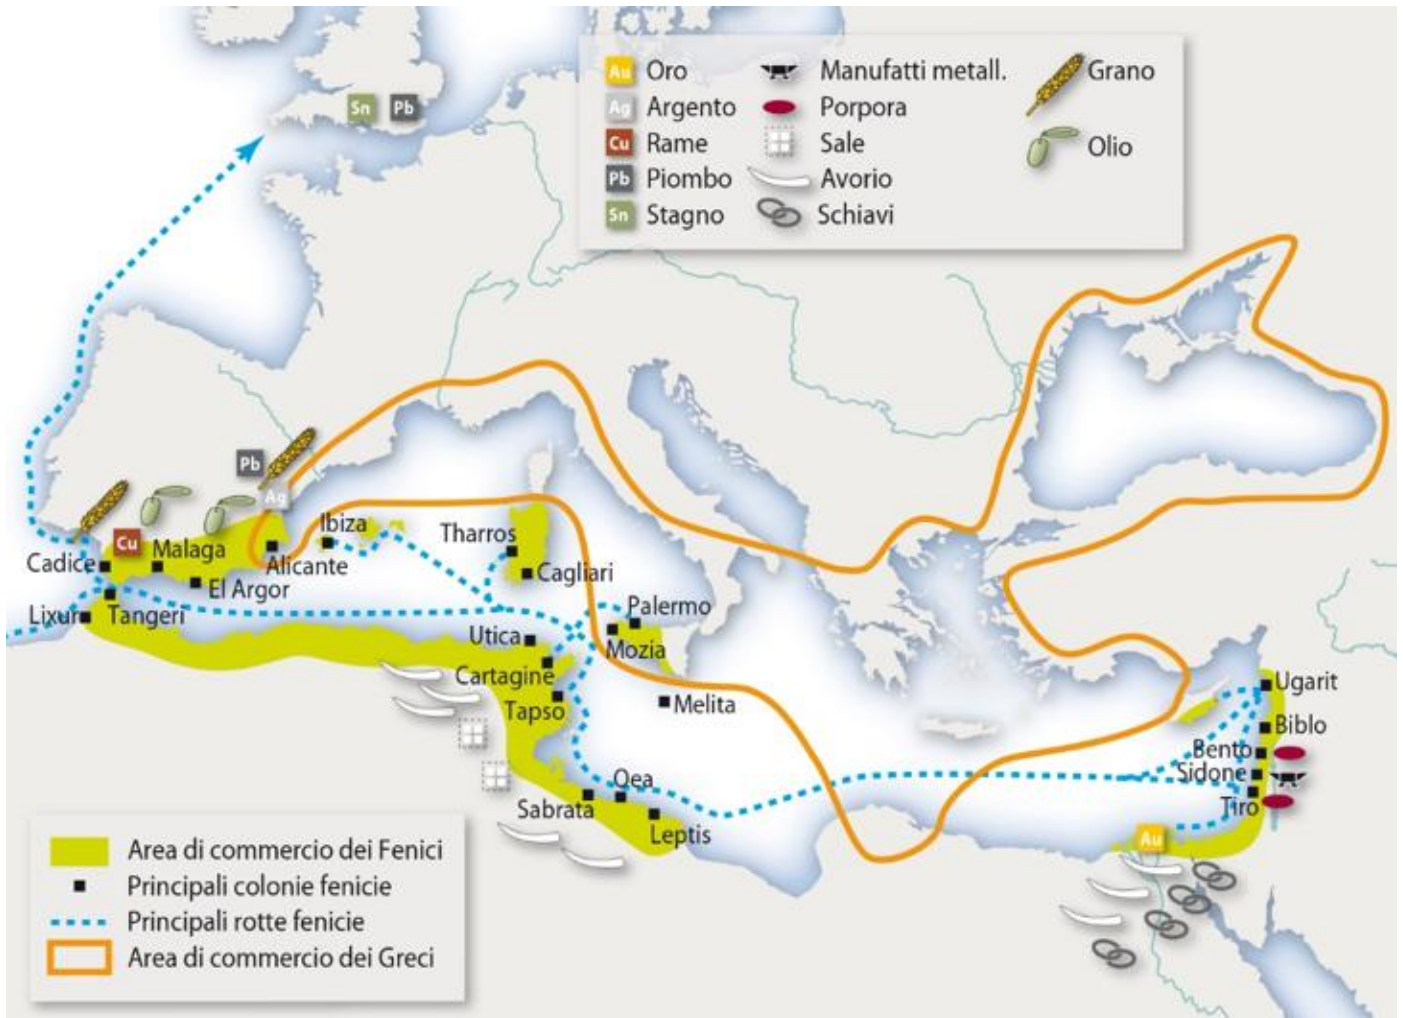 Au Oro
Ag Argento
Cu Rame
Pb Piombo
Sn Stagno
Manufatti metall.
Porpora
Sale
Avorio
Schiavi
Grano
Olio
Sn Pb
Pb
Ag
Cu
Cadice
Malaga
El Argor
Alicante
Ibiza
Lixur
Tangeri
Tharros
Cagliari
Palermo
Mozia
Utica
Cartagine
Tapso
Melita
Sabrata
Oea
Leptis
Ugarit
Biblo
Bento
Sidone
Tiro
Au
Area di commercio dei Fenici
Principali colonie fenicie
Principali rotte fenicie
Area di commercio dei Greci